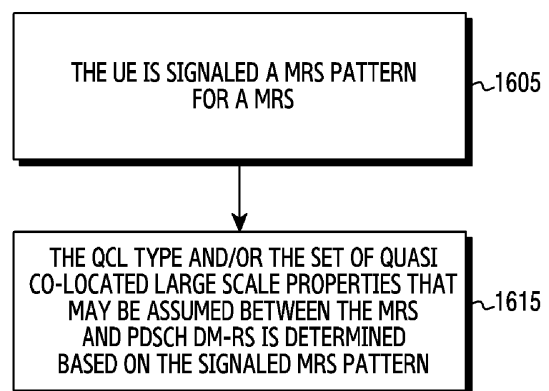 THE UE IS SIGNALED A MRS PATTERN
FOR A MRS
1605
THE QCL TYPE AND/OR THE SET OF QUASI
CO-LOCATED LARGE SCALE PROPERTIES THAT
MAY BE ASSUMED BETWEEN THE MRS
AND PDSCH DM-RS IS DETERMINED
BASED ON THE SIGNALED MRS PATTERN
1615